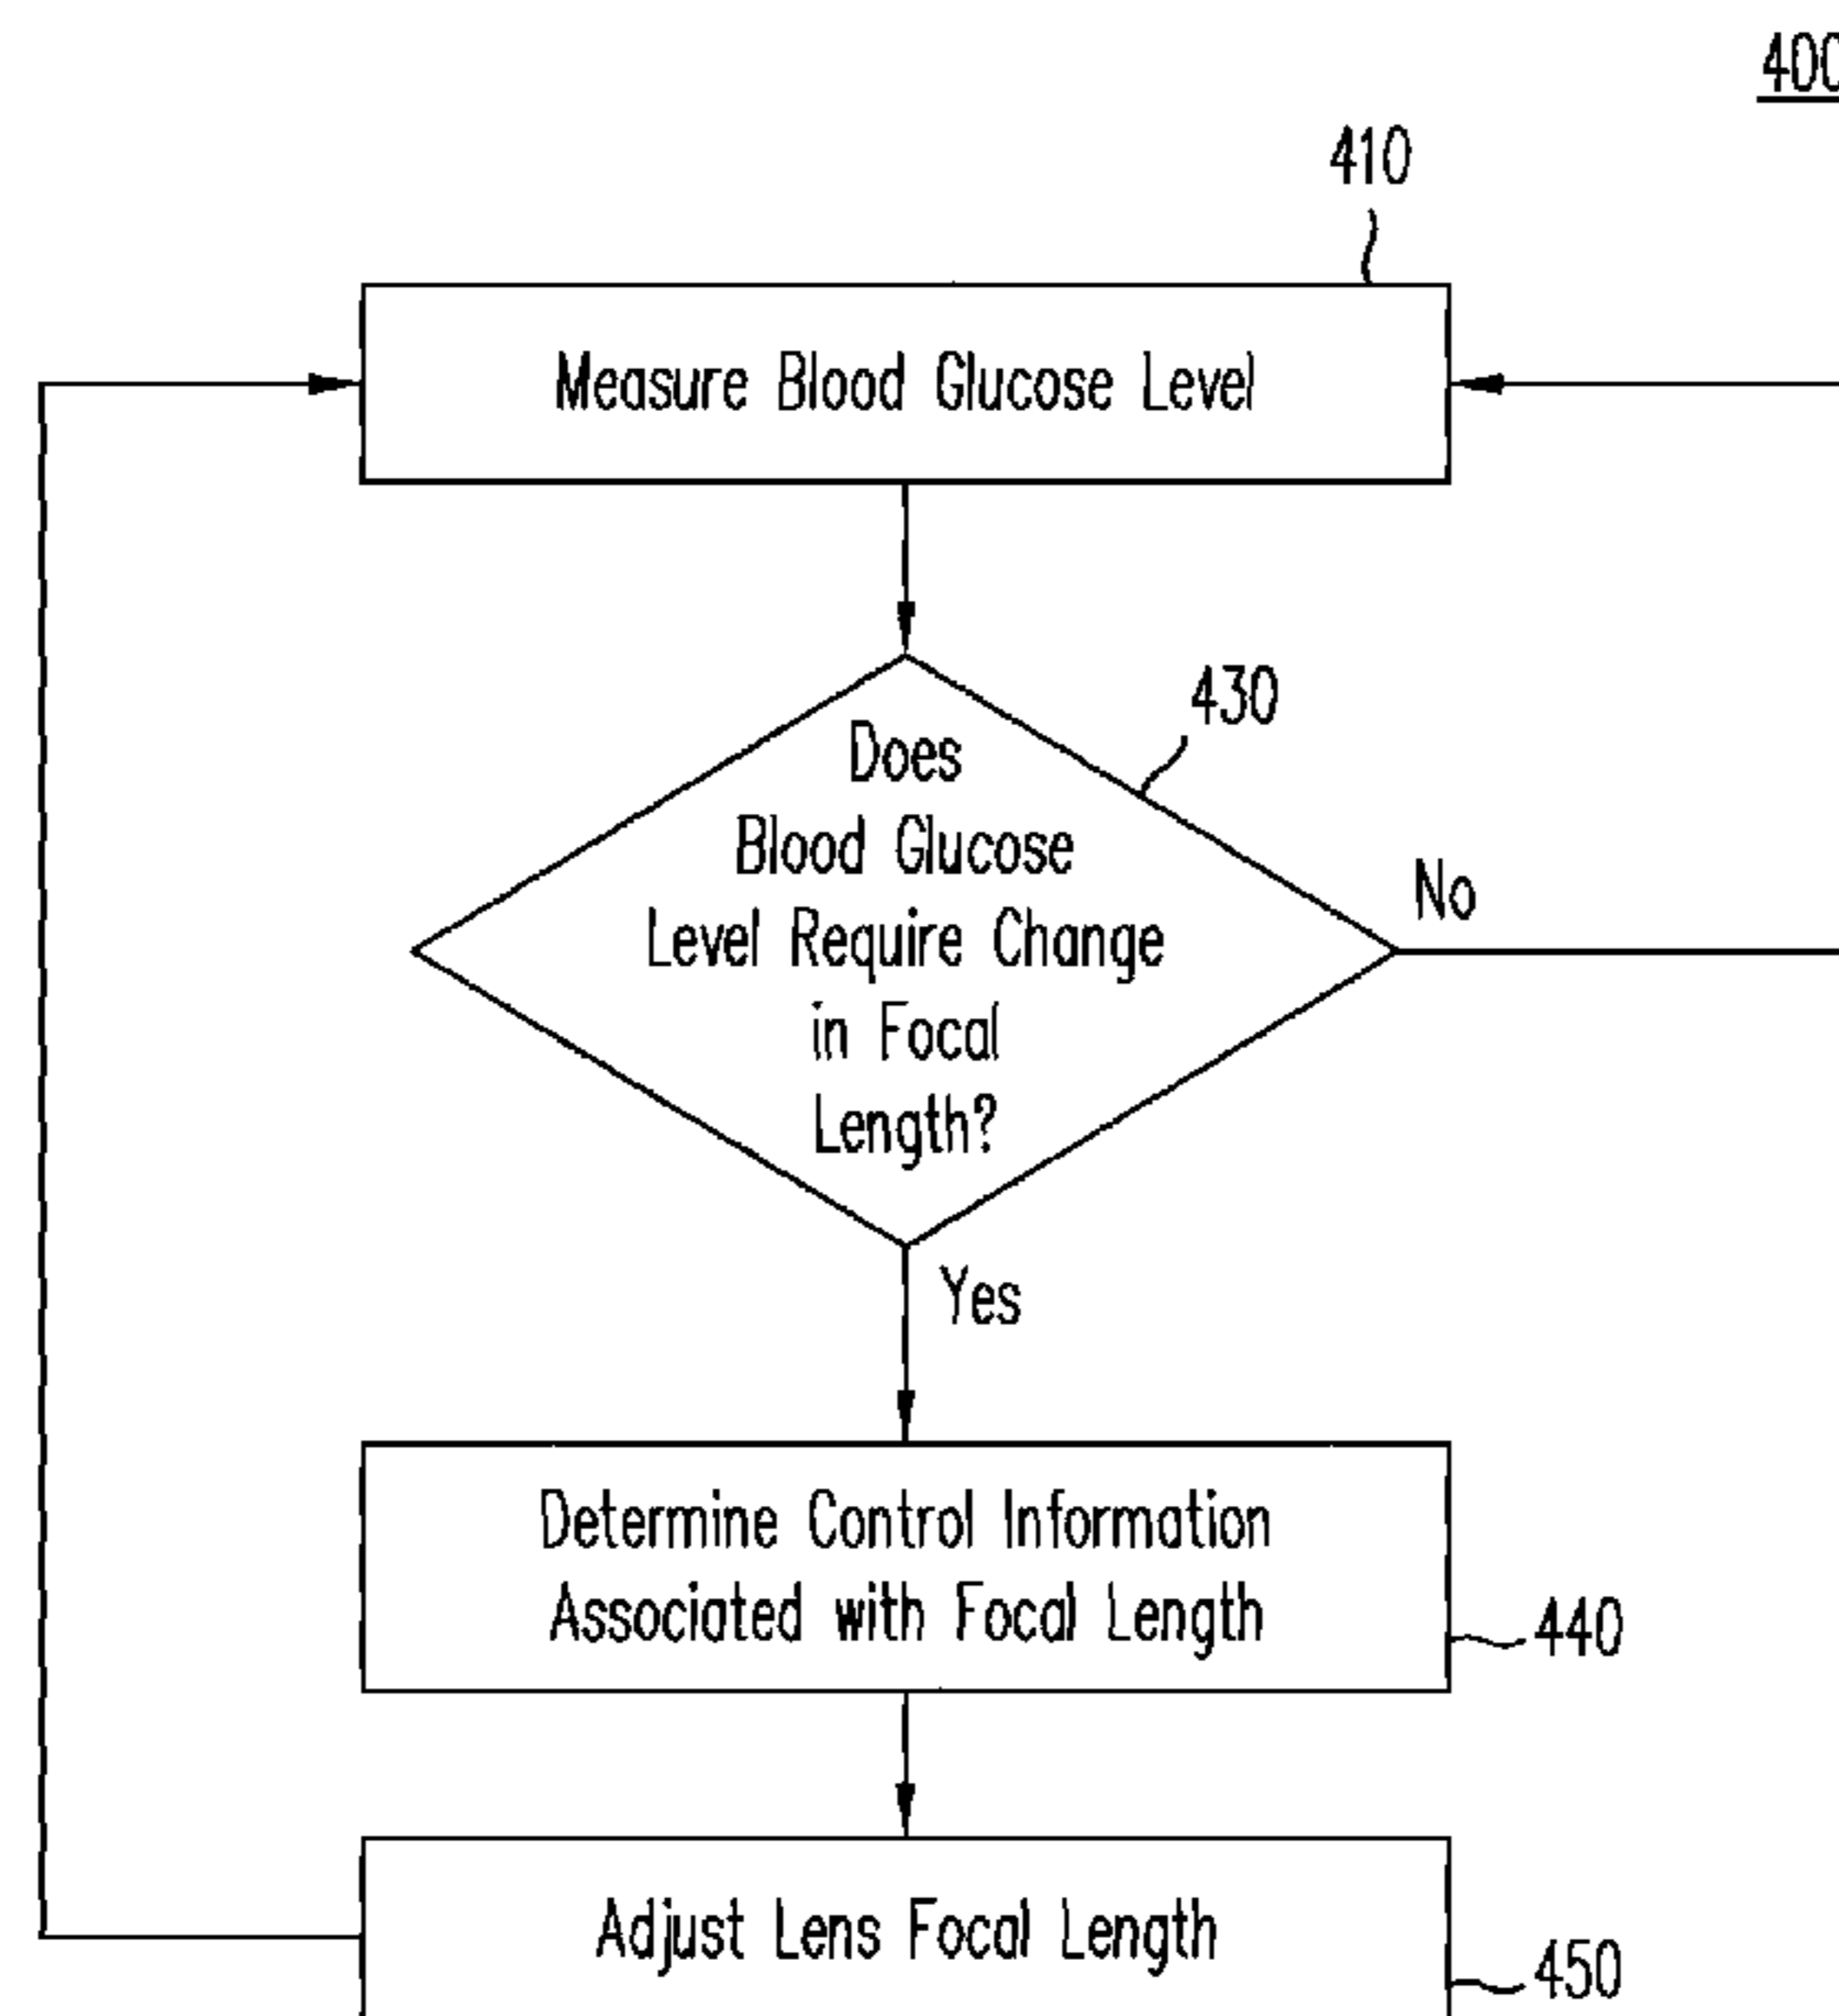 400
410
Measure Blood Glucose Level
430
Does
Blood Glucose
Level Require Change
in Focal
Length?
No
Yes
Determine Control Information
Associated with Focal Length
440
Adjust Lens Focal Length
450